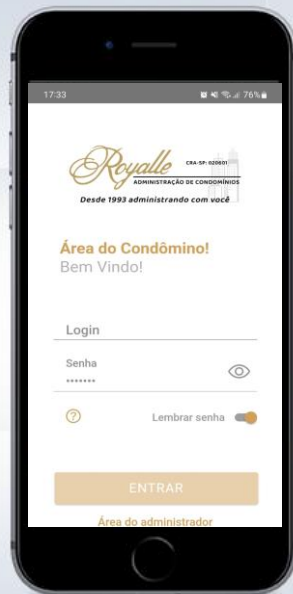 17:33 76%
Royalle CRA-SP: 020601
ADMINISTRAÇÃO DE CONDOMÍNIOS
Desde 1993 administrando com você
Área do Condômino!
Bem Vindo!
Login
Senha
•••••••
Lembrar senha
ENTRAR
Área do administrador